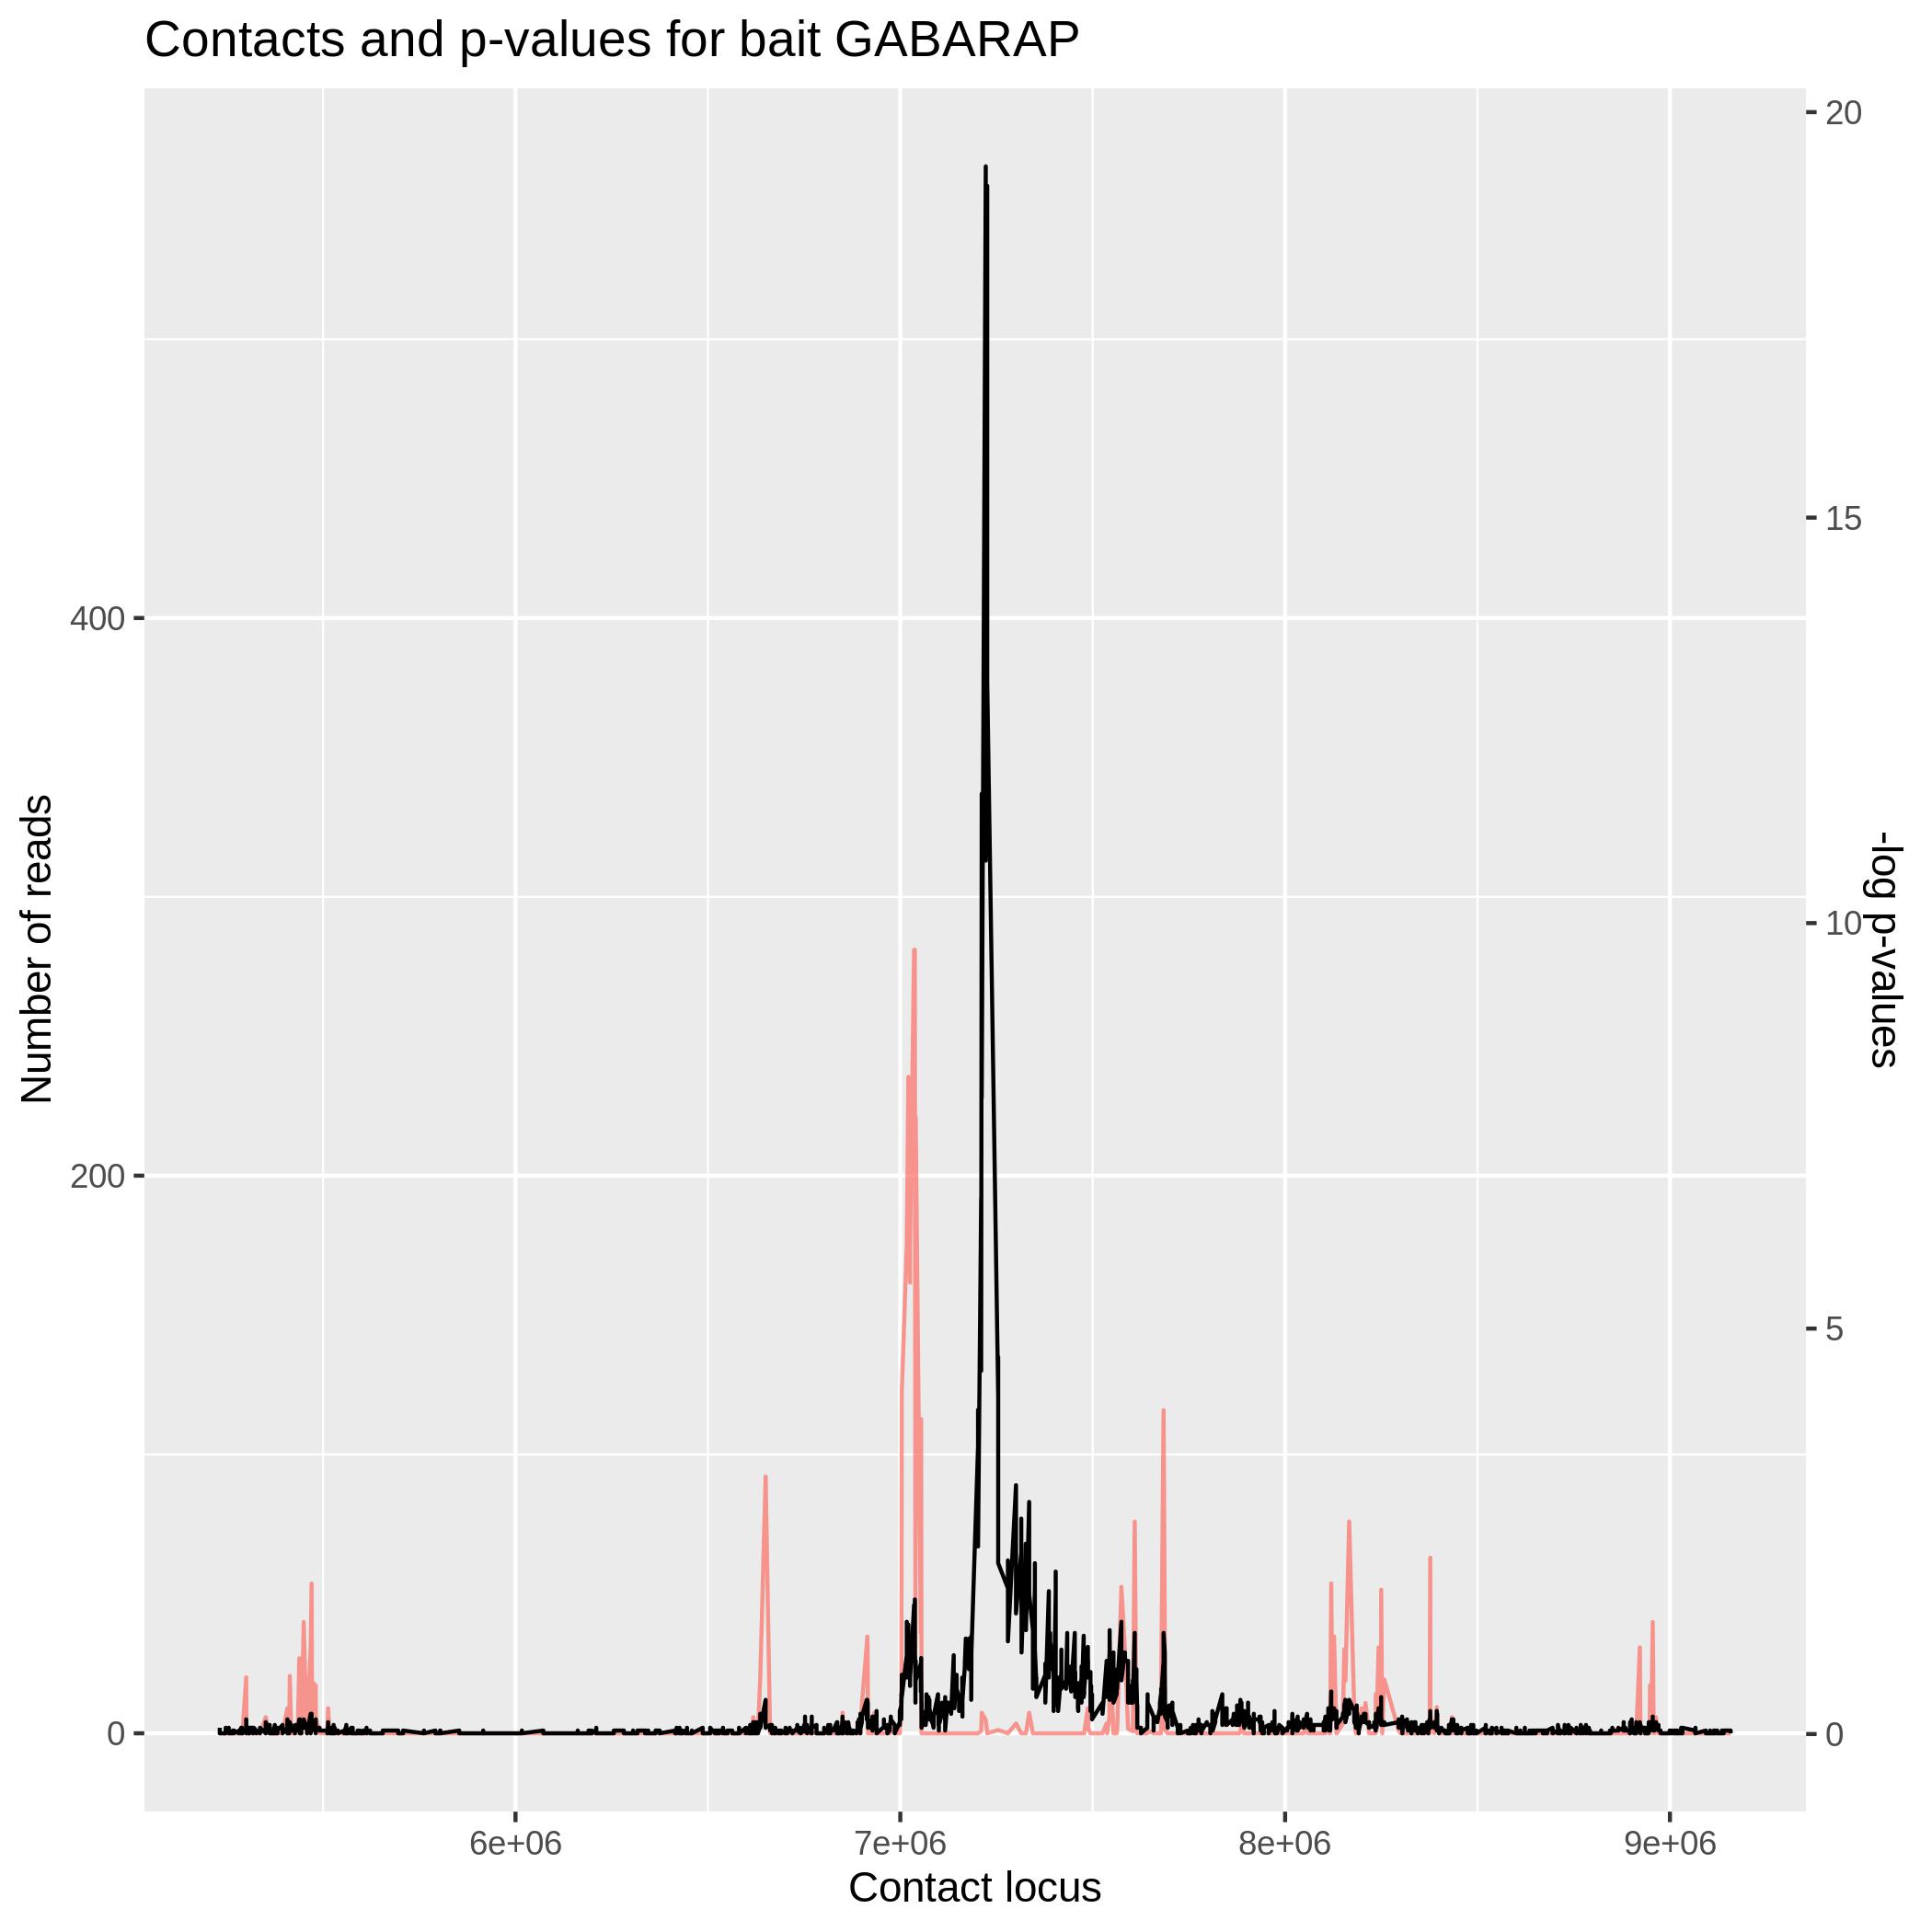 Contacts and p-values for bait GABARAP
Number of reads
400
200
0
20
15
10
5
0
-log p-values
6e+06
7e+06
8e+06
9e+06
Contact locus